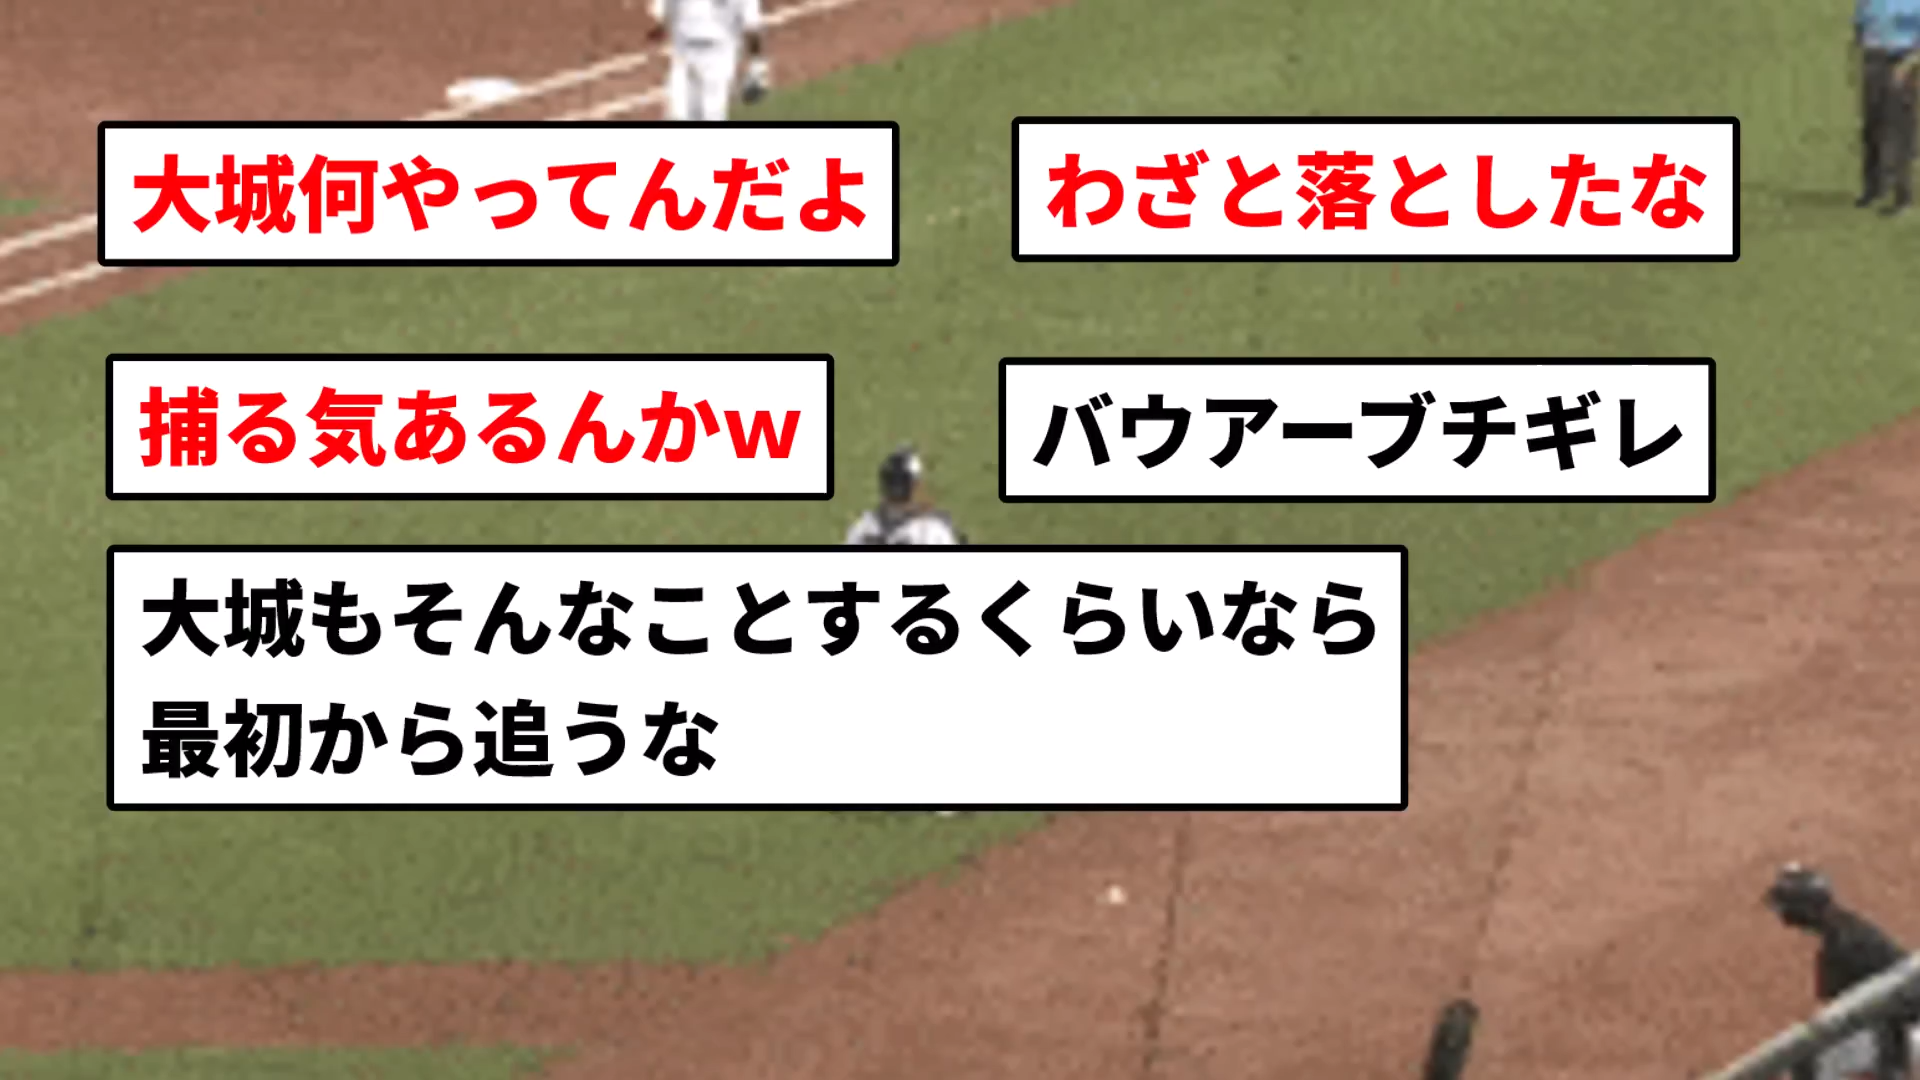 大城何やってんだよ
わざと落としたな
捕る気あるんかw
バウアーブチギレ
大城もそんなことするくらいなら
最初から追うな